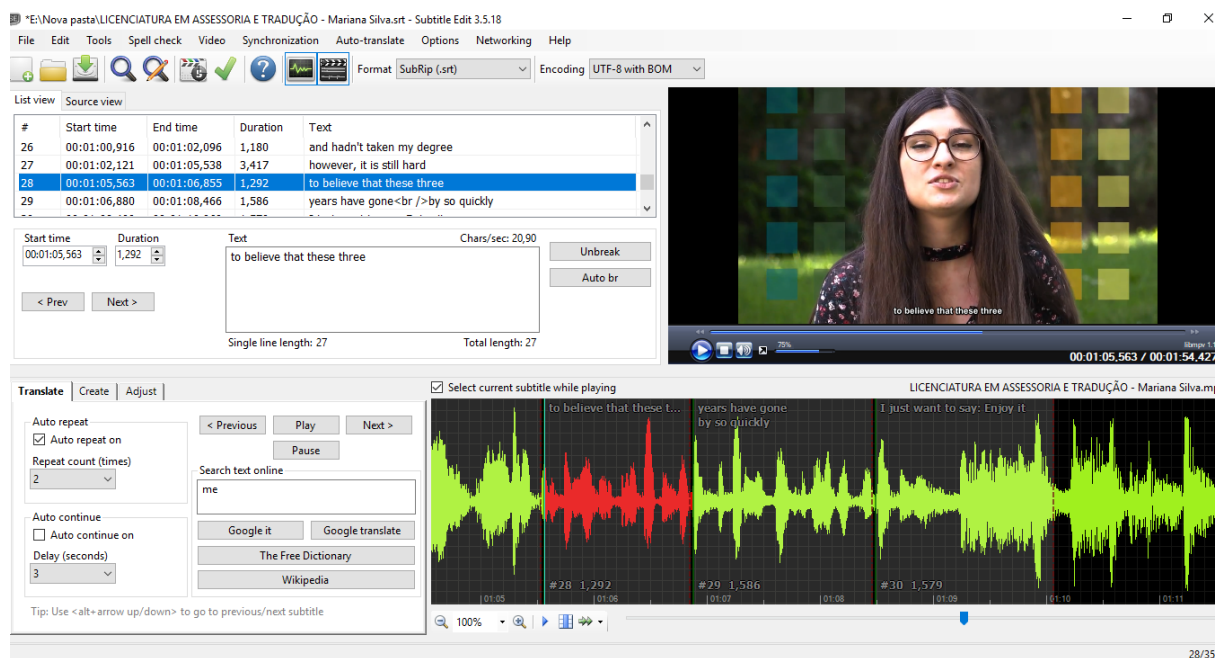 *E:\Nova pasta\LICENCIATURA EM ASSESSORIA E TRADUÇÃO - Mariana Silva.srt - Subtitle Edit 3.5.18
File Edit Tools Spell check Video Synchronization Auto-translate Options Networking Help
Format SubRip (.srt) Encoding UTF-8 with BOM
List view Source view
# Start time End time Duration Text
26 00:01:00,916 00:01:02,096 1,180 and hadn't taken my degree
27 00:01:02,121 00:01:05,538 3,417 however, it is still hard
28 00:01:05,563 00:01:06,855 1,292 to believe that these three
29 00:01:06,880 00:01:08,466 1,586 years have gone<br />by so quickly
Start time Duration Text Chars/sec: 20,90
00:01:05,563 1,292 to believe that these three
Unbreak
Auto br
< Prev Next >
Single line length: 27 Total length: 27
to believe that these three
75%
libmpv 1.1
00:01:05,563 / 00:01:54,427
Translate Create Adjust
Auto repeat
Auto repeat on
Repeat count (times)
2
Auto continue
Auto continue on
Delay (seconds)
3
Tip: Use <alt+arrow up/down> to go to previous/next subtitle
< Previous Play Next >
Pause
Search text online
me
Google it Google translate
The Free Dictionary
Wikipedia
Select current subtitle while playing LICENCIATURA EM ASSESSORIA E TRADUÇÃO - Mariana Silva.mp
to believe that these t... years have gone I just want to say: Enjoy it
by so quickly
#28 1,292 #29 1,586 #30 1,579
01:05 01:06 01:07 01:08 01:09 01:10 01:11
100%
28/35